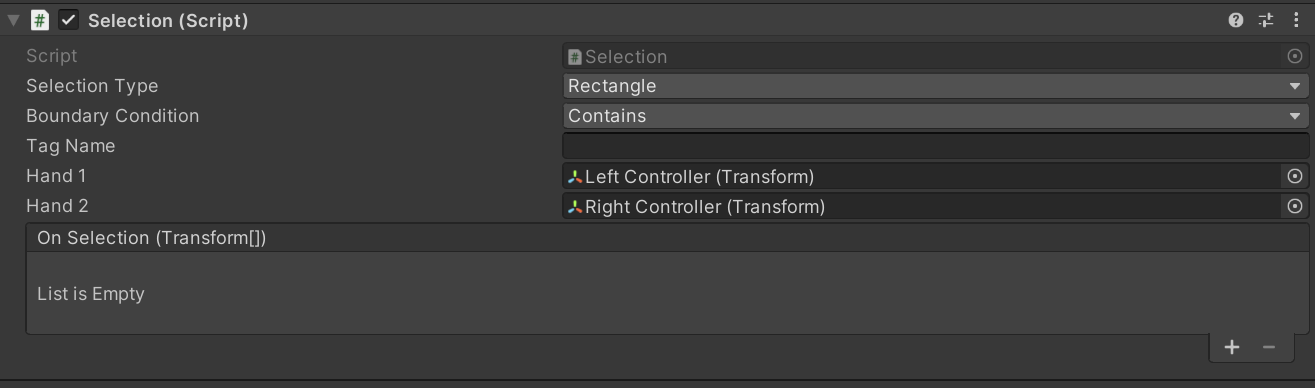 Selection (Script)
Script Selection
Selection Type Rectangle
Boundary Condition Contains
Tag Name
Hand 1 Left Controller (Transform)
Hand 2 Right Controller (Transform)
On Selection (Transform[])
List is Empty